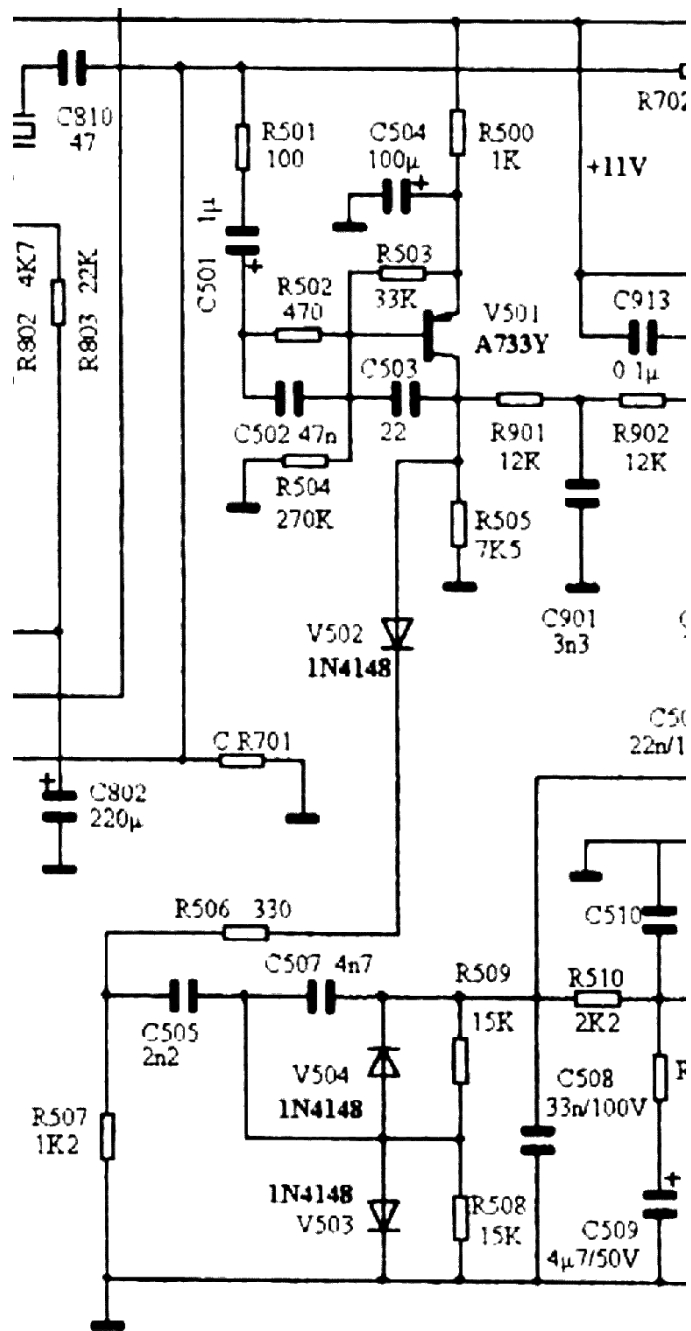 C810
47
R702
R501
100
C504
100μ
R500
1K
+11V
1μ
C501
R802 4K7
R803 22K
R502
470
R503
33K
V501
A733Y
C913
0 1μ
C503
22
C502 47n
R901
12K
R902
12K
R504
270K
R505
7K5
V502
1N4148
C901
3n3
22n/1
C R701
C802
220μ
R506 330
C510
C507 4n7
R509
15K
R510
2K2
C505
2n2
V504
1N4148
C508
33n/100V
R
R507
1K2
1N4148
V503
R508
15K
C509
4μ7/50V